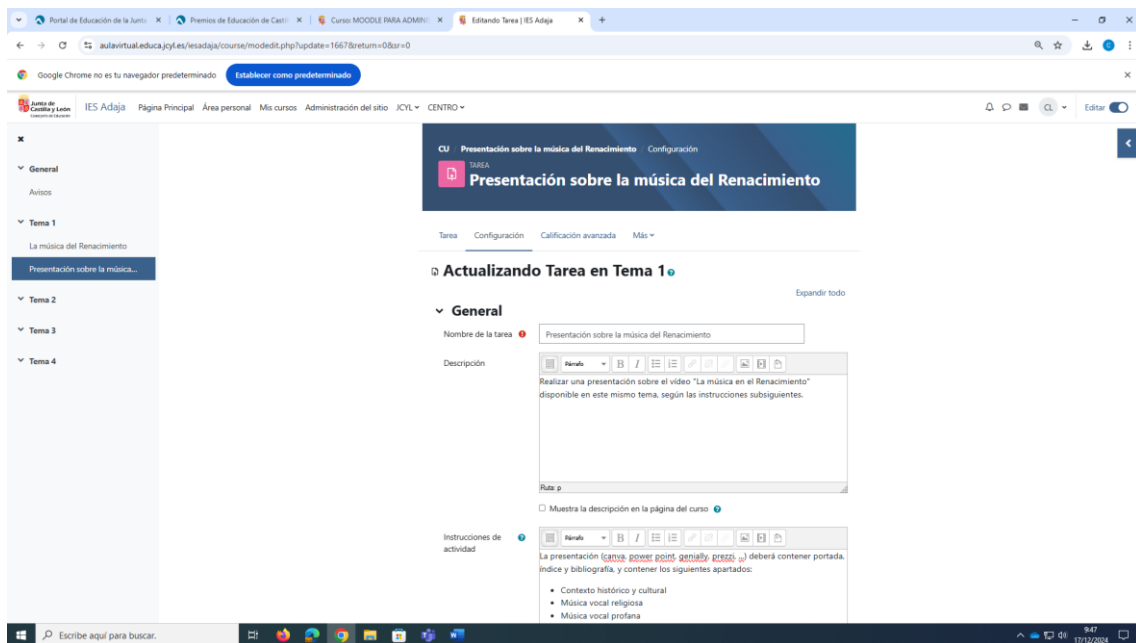 Portal de Educación de la Junta
Premios de Educación de Casti
Curso: MOODLE PARA ADMINI
Editando Tarea | IES Adaja
aulavirtual.educa.jcyl.es/iesadaja/course/modedit.php?update=1667&return=0&sr=0
Google Chrome no es tu navegador predeterminado
Establecer como predeterminado
Junta de
Castilla y León
Consejería de Educación
IES Adaja Página Principal Área personal Mis cursos Administración del sitio JCYL CENTRO
CL
Editar
General
Avisos
Tema 1
La música del Renacimiento
Presentación sobre la música...
Tema 2
Tema 3
Tema 4
CU / Presentación sobre la música del Renacimiento / Configuración
TAREA
Presentación sobre la música del Renacimiento
Tarea Configuración Calificación avanzada Más
Actualizando Tarea en Tema 1
Expandir todo
General
Nombre de la tarea
Presentación sobre la música del Renacimiento
Descripción
Párrafo B I
Realizar una presentación sobre el vídeo "La música en el Renacimiento"
disponible en este mismo tema, según las instrucciones subsiguientes.
Ruta: p
Muestra la descripción en la página del curso
Instrucciones de
actividad
Párrafo B I
La presentación (canva, power point, genially, prezzi, ..) deberá contener portada,
índice y bibliografía, y contener los siguientes apartados:
• Contexto histórico y cultural
• Música vocal religiosa
• Música vocal profana
Escribe aquí para buscar.
9:47
17/12/2024